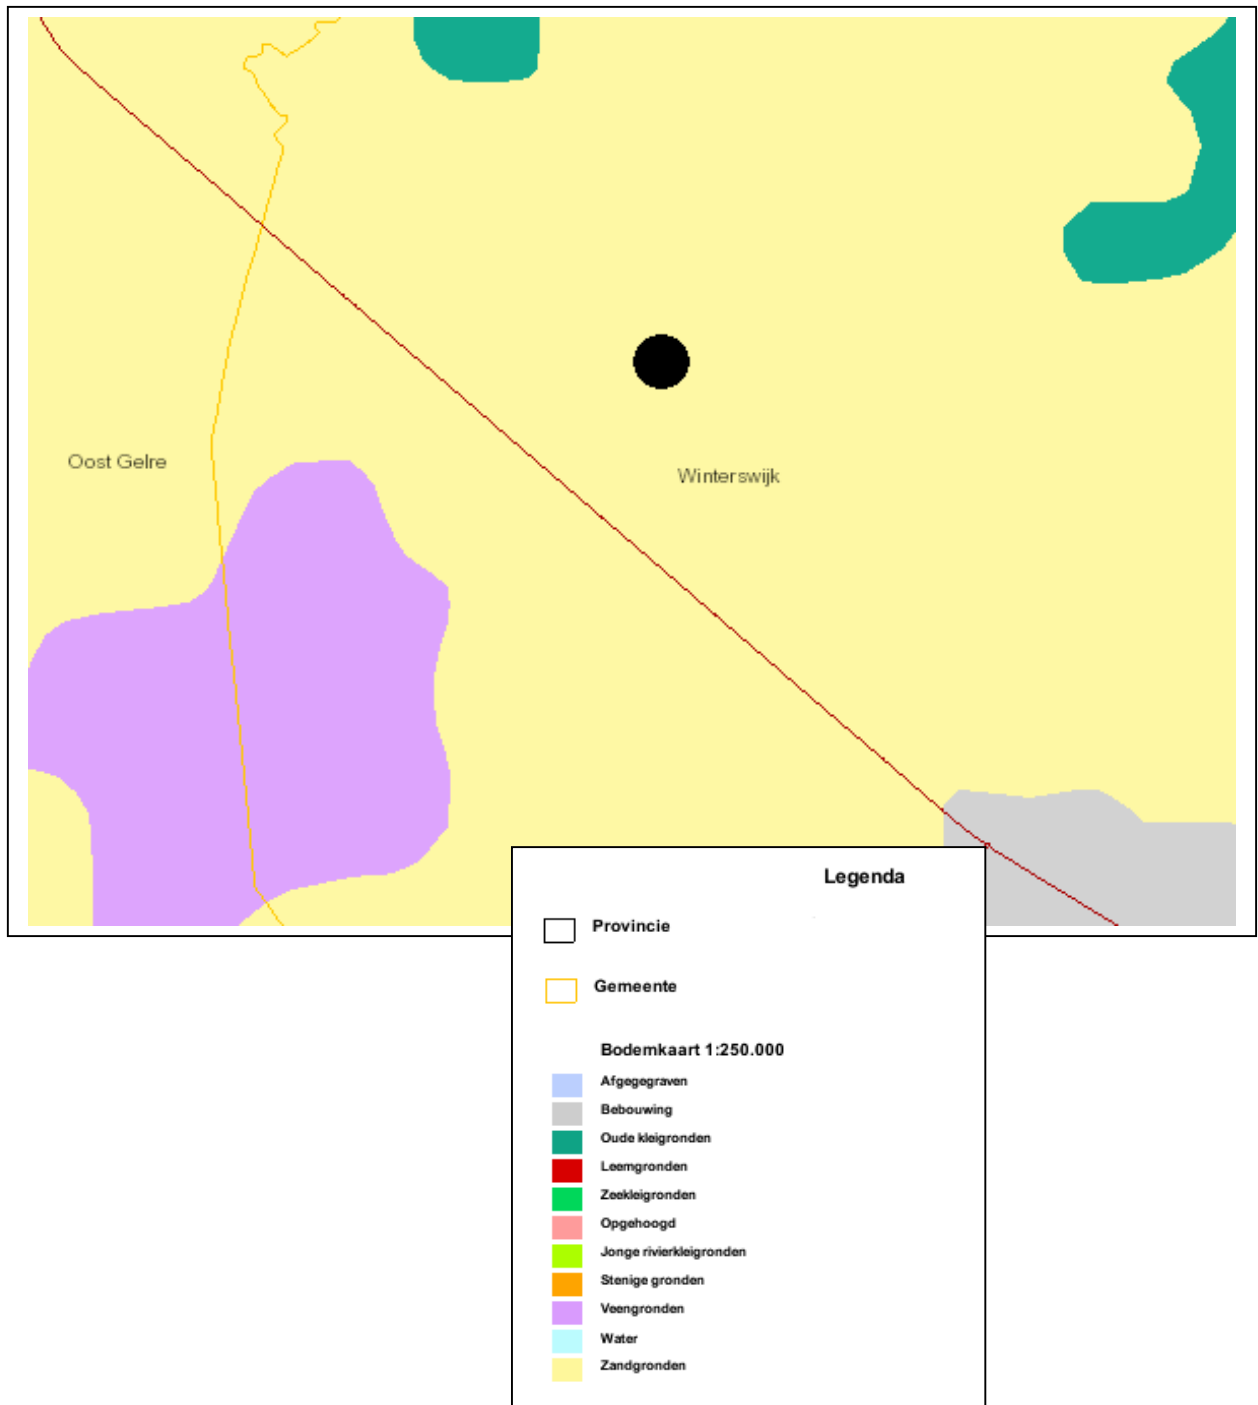 Oost Gelre
Winterswijk
Legenda
Provincie
Gemeente
Bodemkaart 1:250.000
Afgegegraven
Bebouwing
Oude kleigronden
Leemgronden
Zeekleigronden
Opgehoogd
Jonge rivierkleigronden
Stenige gronden
Veengronden
Water
Zandgronden